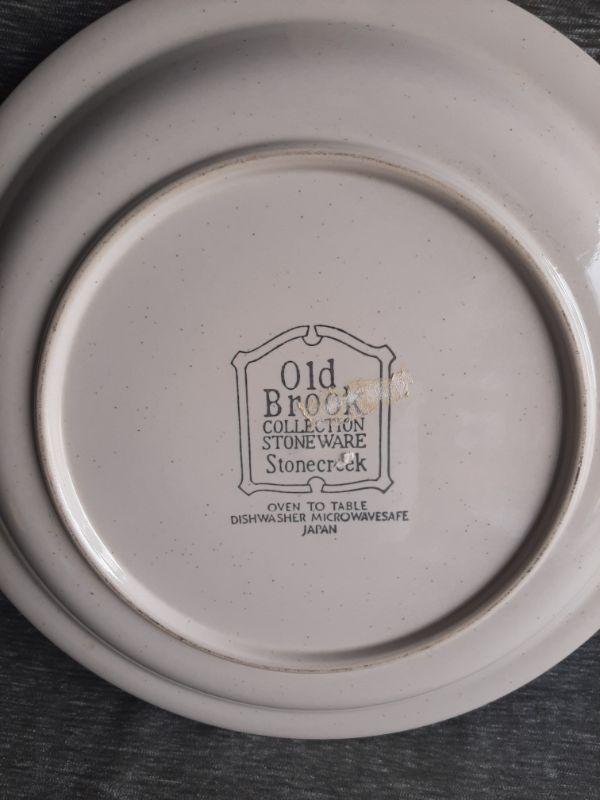 Old
Brook
COLLECTION
STONEWARE
Stonecreek
OVEN TO TABLE
DISHWASHER MICROWAVESAFE
JAPAN